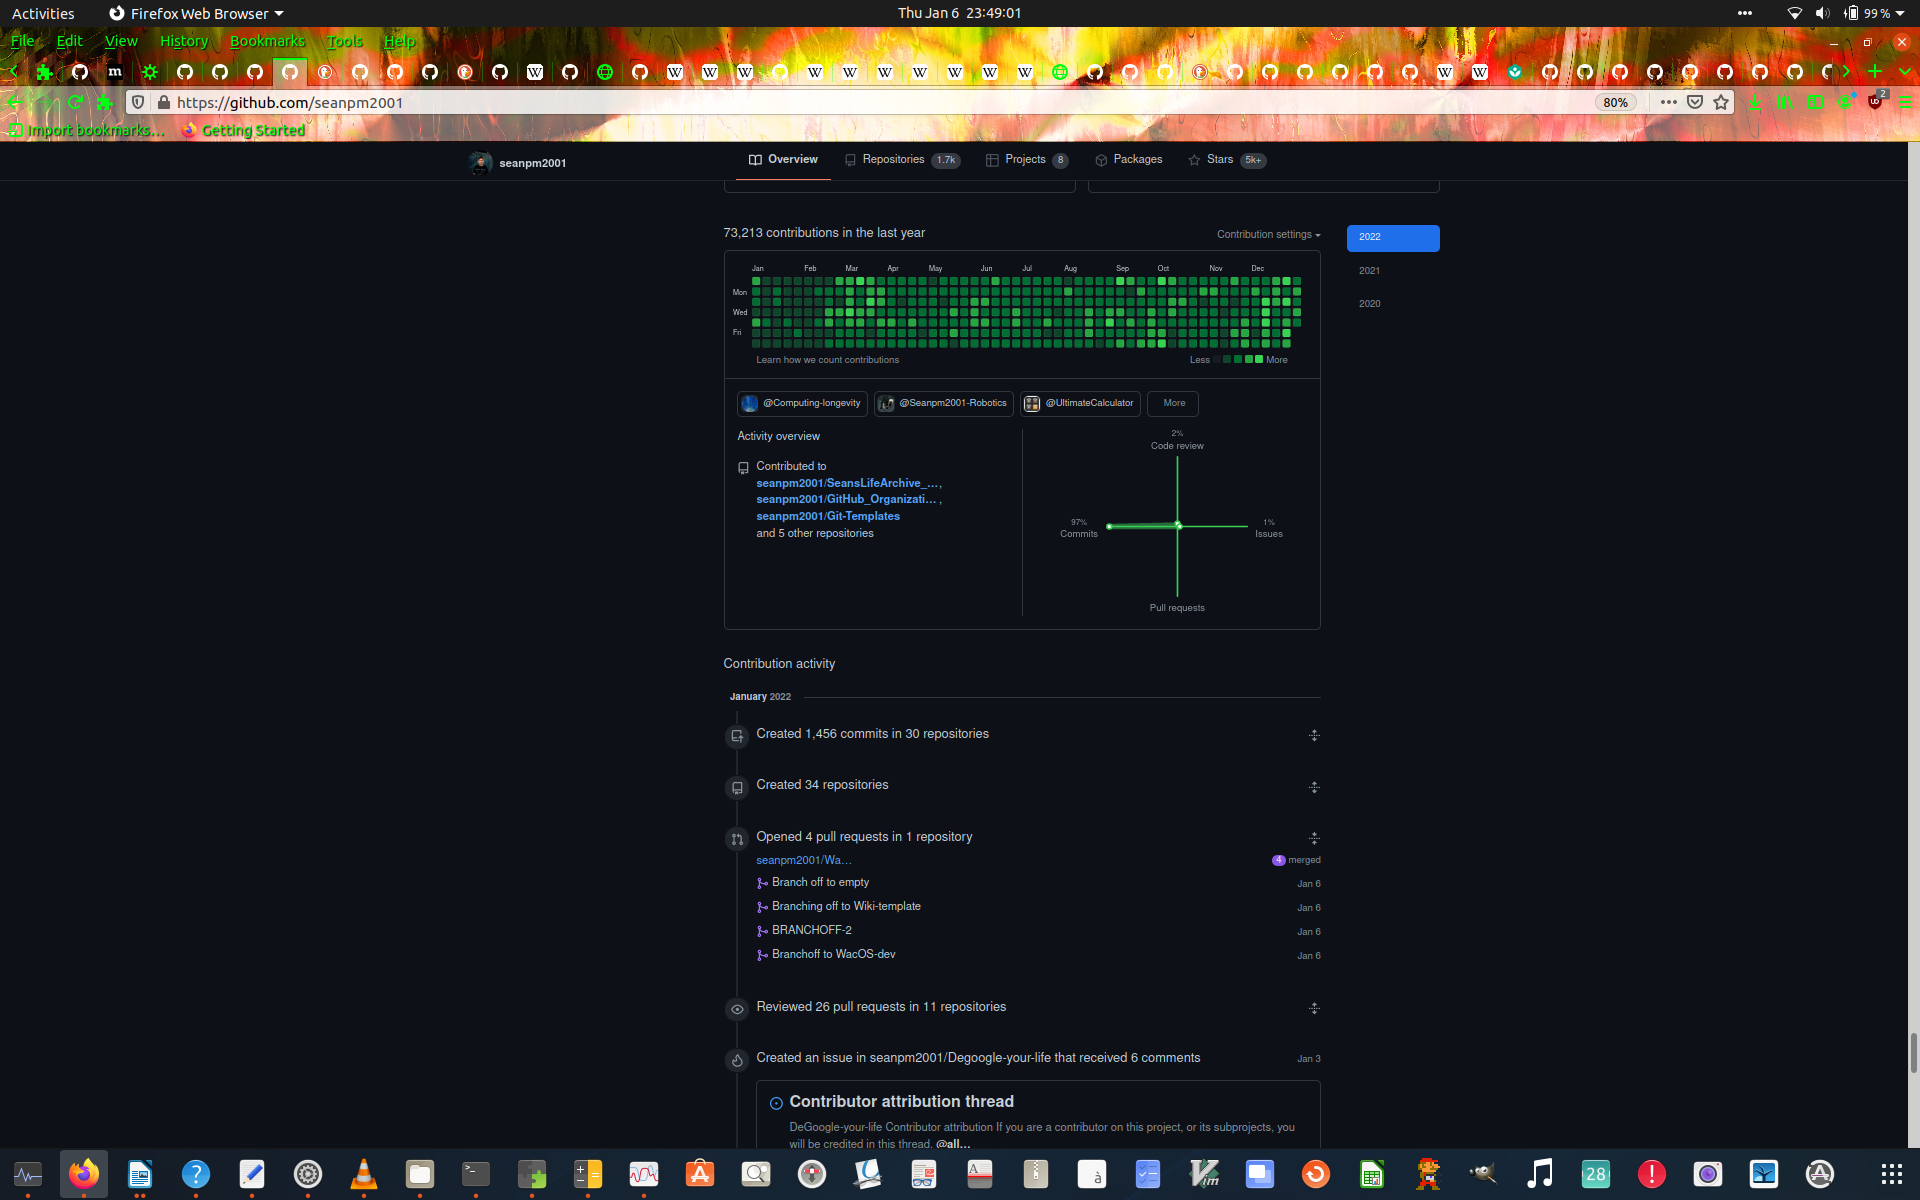 Activities Firefox Web Browser Thu Jan 6 23:49:01 99 %
File Edit View History Bookmarks Tools Help
https://github.com/seanpm2001 80% 2
Import bookmarks... Getting Started
seanpm2001 Overview Repositories 1.7k Projects 8 Packages Stars 5k+
73,213 contributions in the last year Contribution settings
2022
2021
2020
Jan Feb Mar Apr May Jun Jul Aug Sep Oct Nov Dec
Mon
Wed
Fri
Learn how we count contributions Less More
@Computing-longevity @Seanpm2001-Robotics @UltimateCalculator More
Activity overview
Contributed to
seanpm2001/SeansLifeArchive_...,
seanpm2001/GitHub_Organizati... ,
seanpm2001/Git-Templates
and 5 other repositories
2%
Code review
97%
Commits
1%
Issues
Pull requests
Contribution activity
January 2022
Created 1,456 commits in 30 repositories
Created 34 repositories
Opened 4 pull requests in 1 repository
seanpm2001/Wa... 4 merged
Branch off to empty Jan 6
Branching off to Wiki-template Jan 6
BRANCHOFF-2 Jan 6
Branchoff to WacOS-dev Jan 6
Reviewed 26 pull requests in 11 repositories
Created an issue in seanpm2001/Degoogle-your-life that received 6 comments Jan 3
Contributor attribution thread
DeGoogle-your-life Contributor attribution If you are a contributor on this project, or its subprojects, you
will be credited in this thread. @all...
28